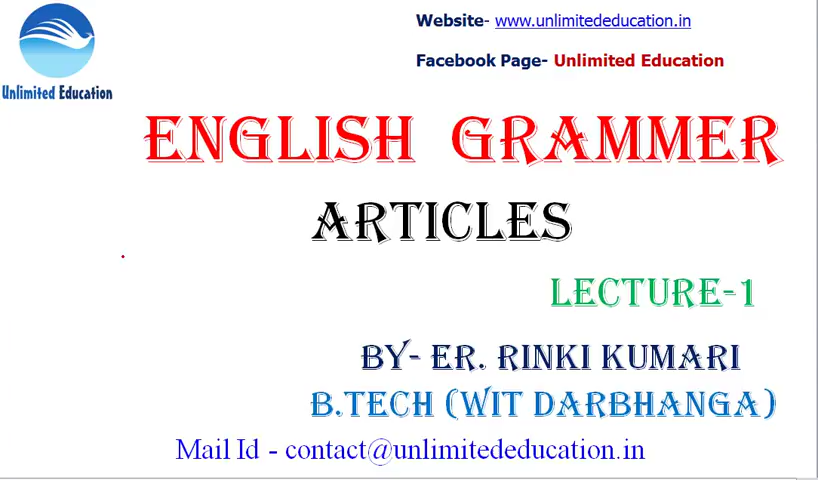 Website- www.unlimitededucation.in
Facebook Page- Unlimited Education
Unlimited Education
ENGLISH GRAMMER
ARTICLES
LECTURE-1
BY- ER. RINKI KUMARI
B.TECH (WIT DARBHANGA)
Mail Id - contact@unlimitededucation.in